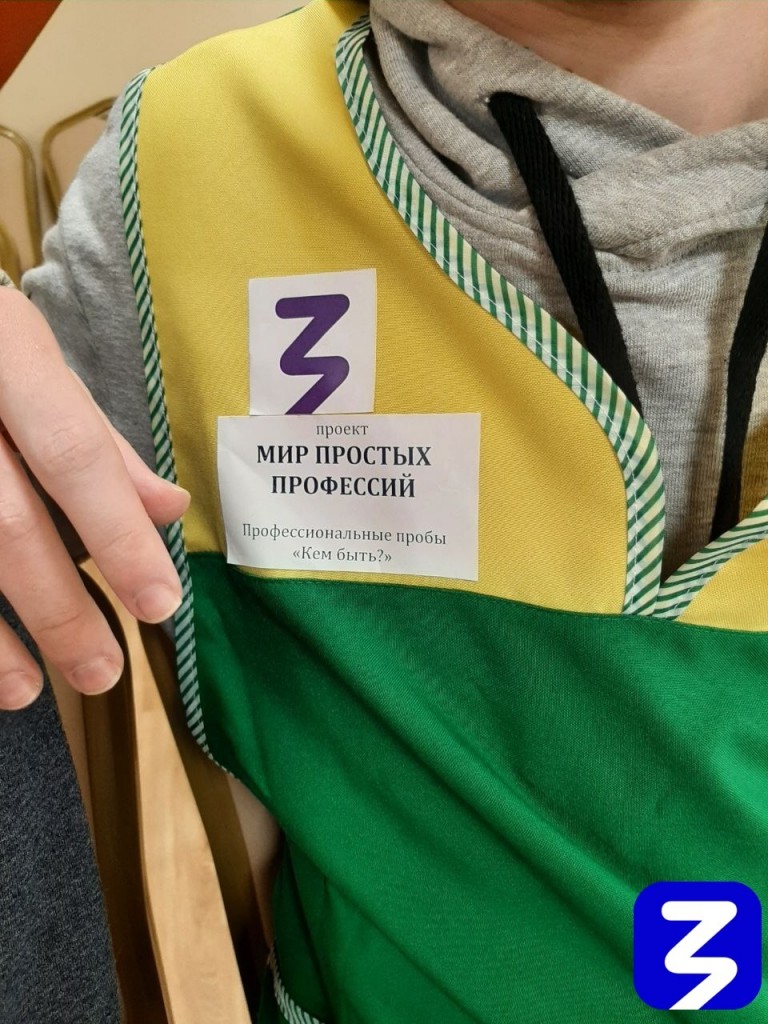 проект
МИР ПРОСТЫХ
ПРОФЕССИЙ
Профессиональные пробы
«Кем быть?»